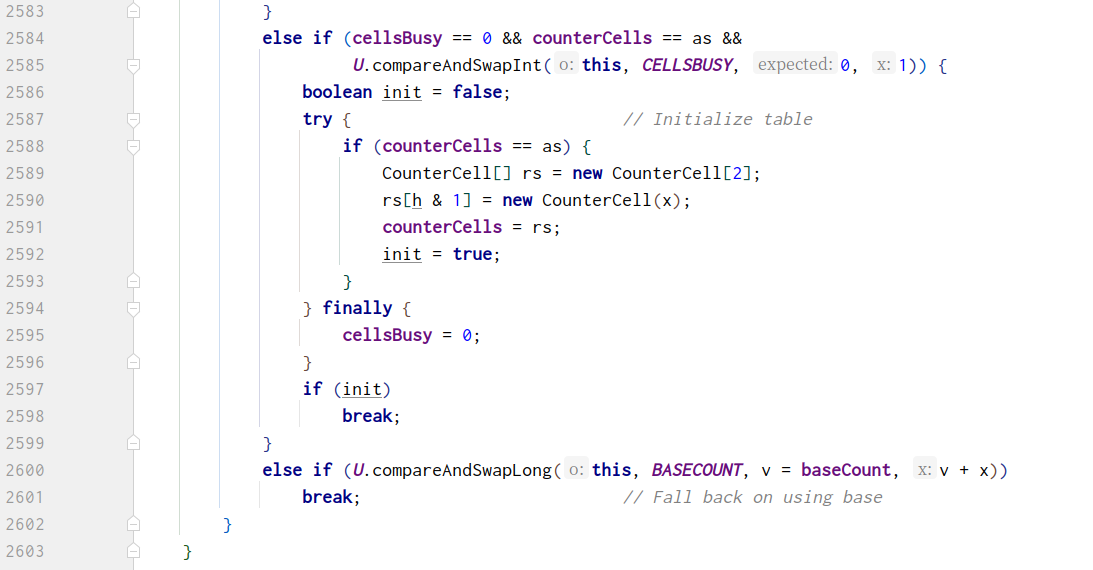 2583 }
2584 else if (cellsBusy == 0 && counterCells == as &&
2585 U.compareAndSwapInt( o: this, CELLSBUSY, expected: 0, x: 1)) {
2586 boolean init = false;
2587 try { // Initialize table
2588 if (counterCells == as) {
2589 CounterCell[] rs = new CounterCell[2];
2590 rs[h & 1] = new CounterCell(x);
2591 counterCells = rs;
2592 init = true;
2593 }
2594 } finally {
2595 cellsBusy = 0;
2596 }
2597 if (init)
2598 break;
2599 }
2600 else if (U.compareAndSwapLong( o: this, BASECOUNT, v = baseCount, x: v + x))
2601 break; // Fall back on using base
2602 }
2603 }